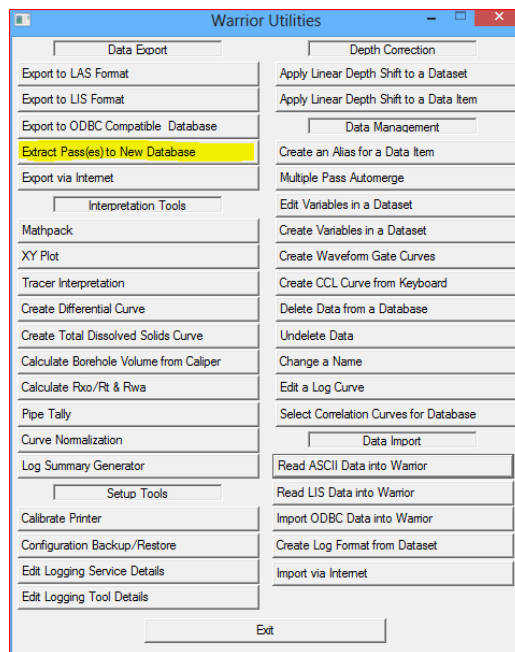 Warrior Utilities
Data Export
Export to LAS Format
Export to LIS Format
Export to ODBC Compatible Database
Extract Pass(es) to New Database
Export via Internet
Interpretation Tools
Mathpack
XY Plot
Tracer Interpretation
Create Differential Curve
Create Total Dissolved Solids Curve
Calculate Borehole Volume from Caliper
Calculate Rxo/Rt & Rwa
Pipe Tally
Curve Normalization
Log Summary Generator
Setup Tools
Calibrate Printer
Configuration Backup/Restore
Edit Logging Service Details
Edit Logging Tool Details
Depth Correction
Apply Linear Depth Shift to a Dataset
Apply Linear Depth Shift to a Data Item
Data Management
Create an Alias for a Data Item
Multiple Pass Automerge
Edit Variables in a Dataset
Create Variables in a Dataset
Create Waveform Gate Curves
Create CCL Curve from Keyboard
Delete Data from a Database
Undelete Data
Change a Name
Edit a Log Curve
Select Correlation Curves for Database
Data Import
Read ASCII Data into Warrior
Read LIS Data into Warrior
Import ODBC Data into Warrior
Create Log Format from Dataset
Import via Internet
Exit